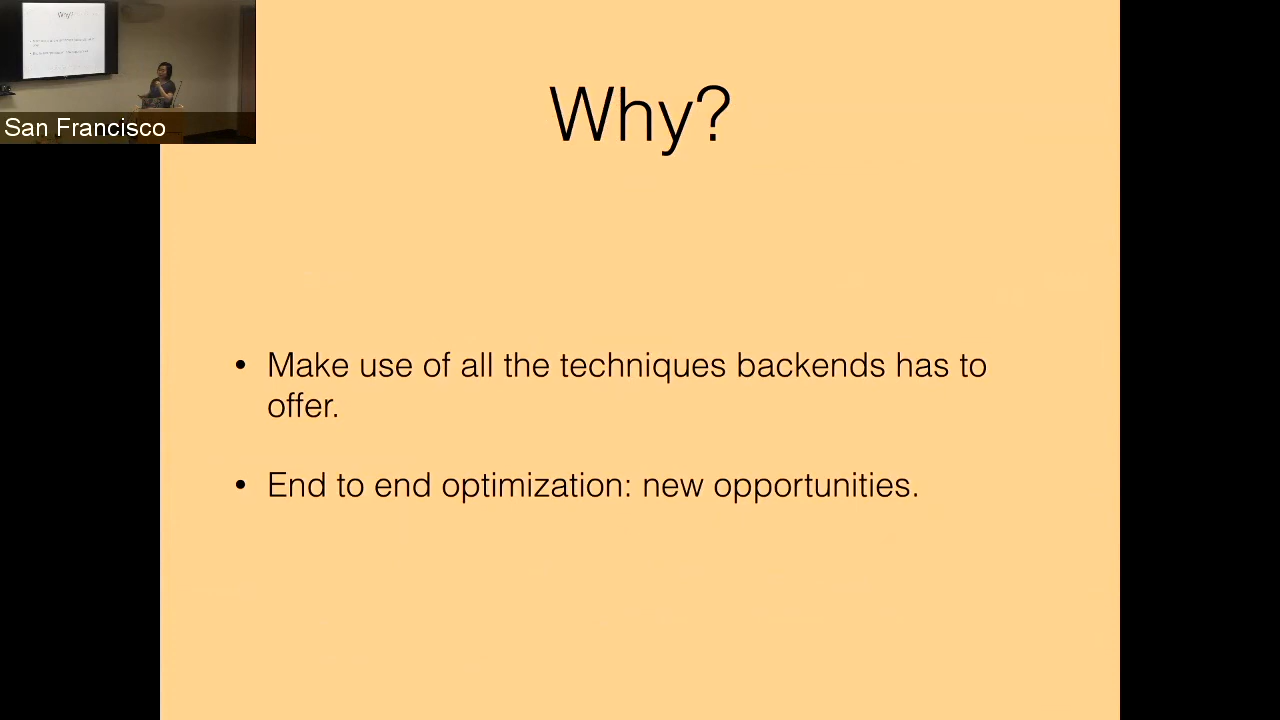 Why?
San Francisco
• Make use of all the techniques backends has to
offer.
• End to end optimization: new opportunities.